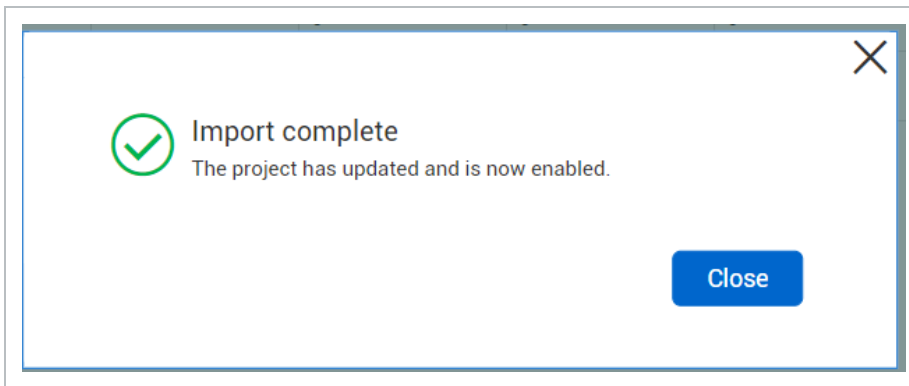 Import complete
The project has updated and is now enabled.
Close